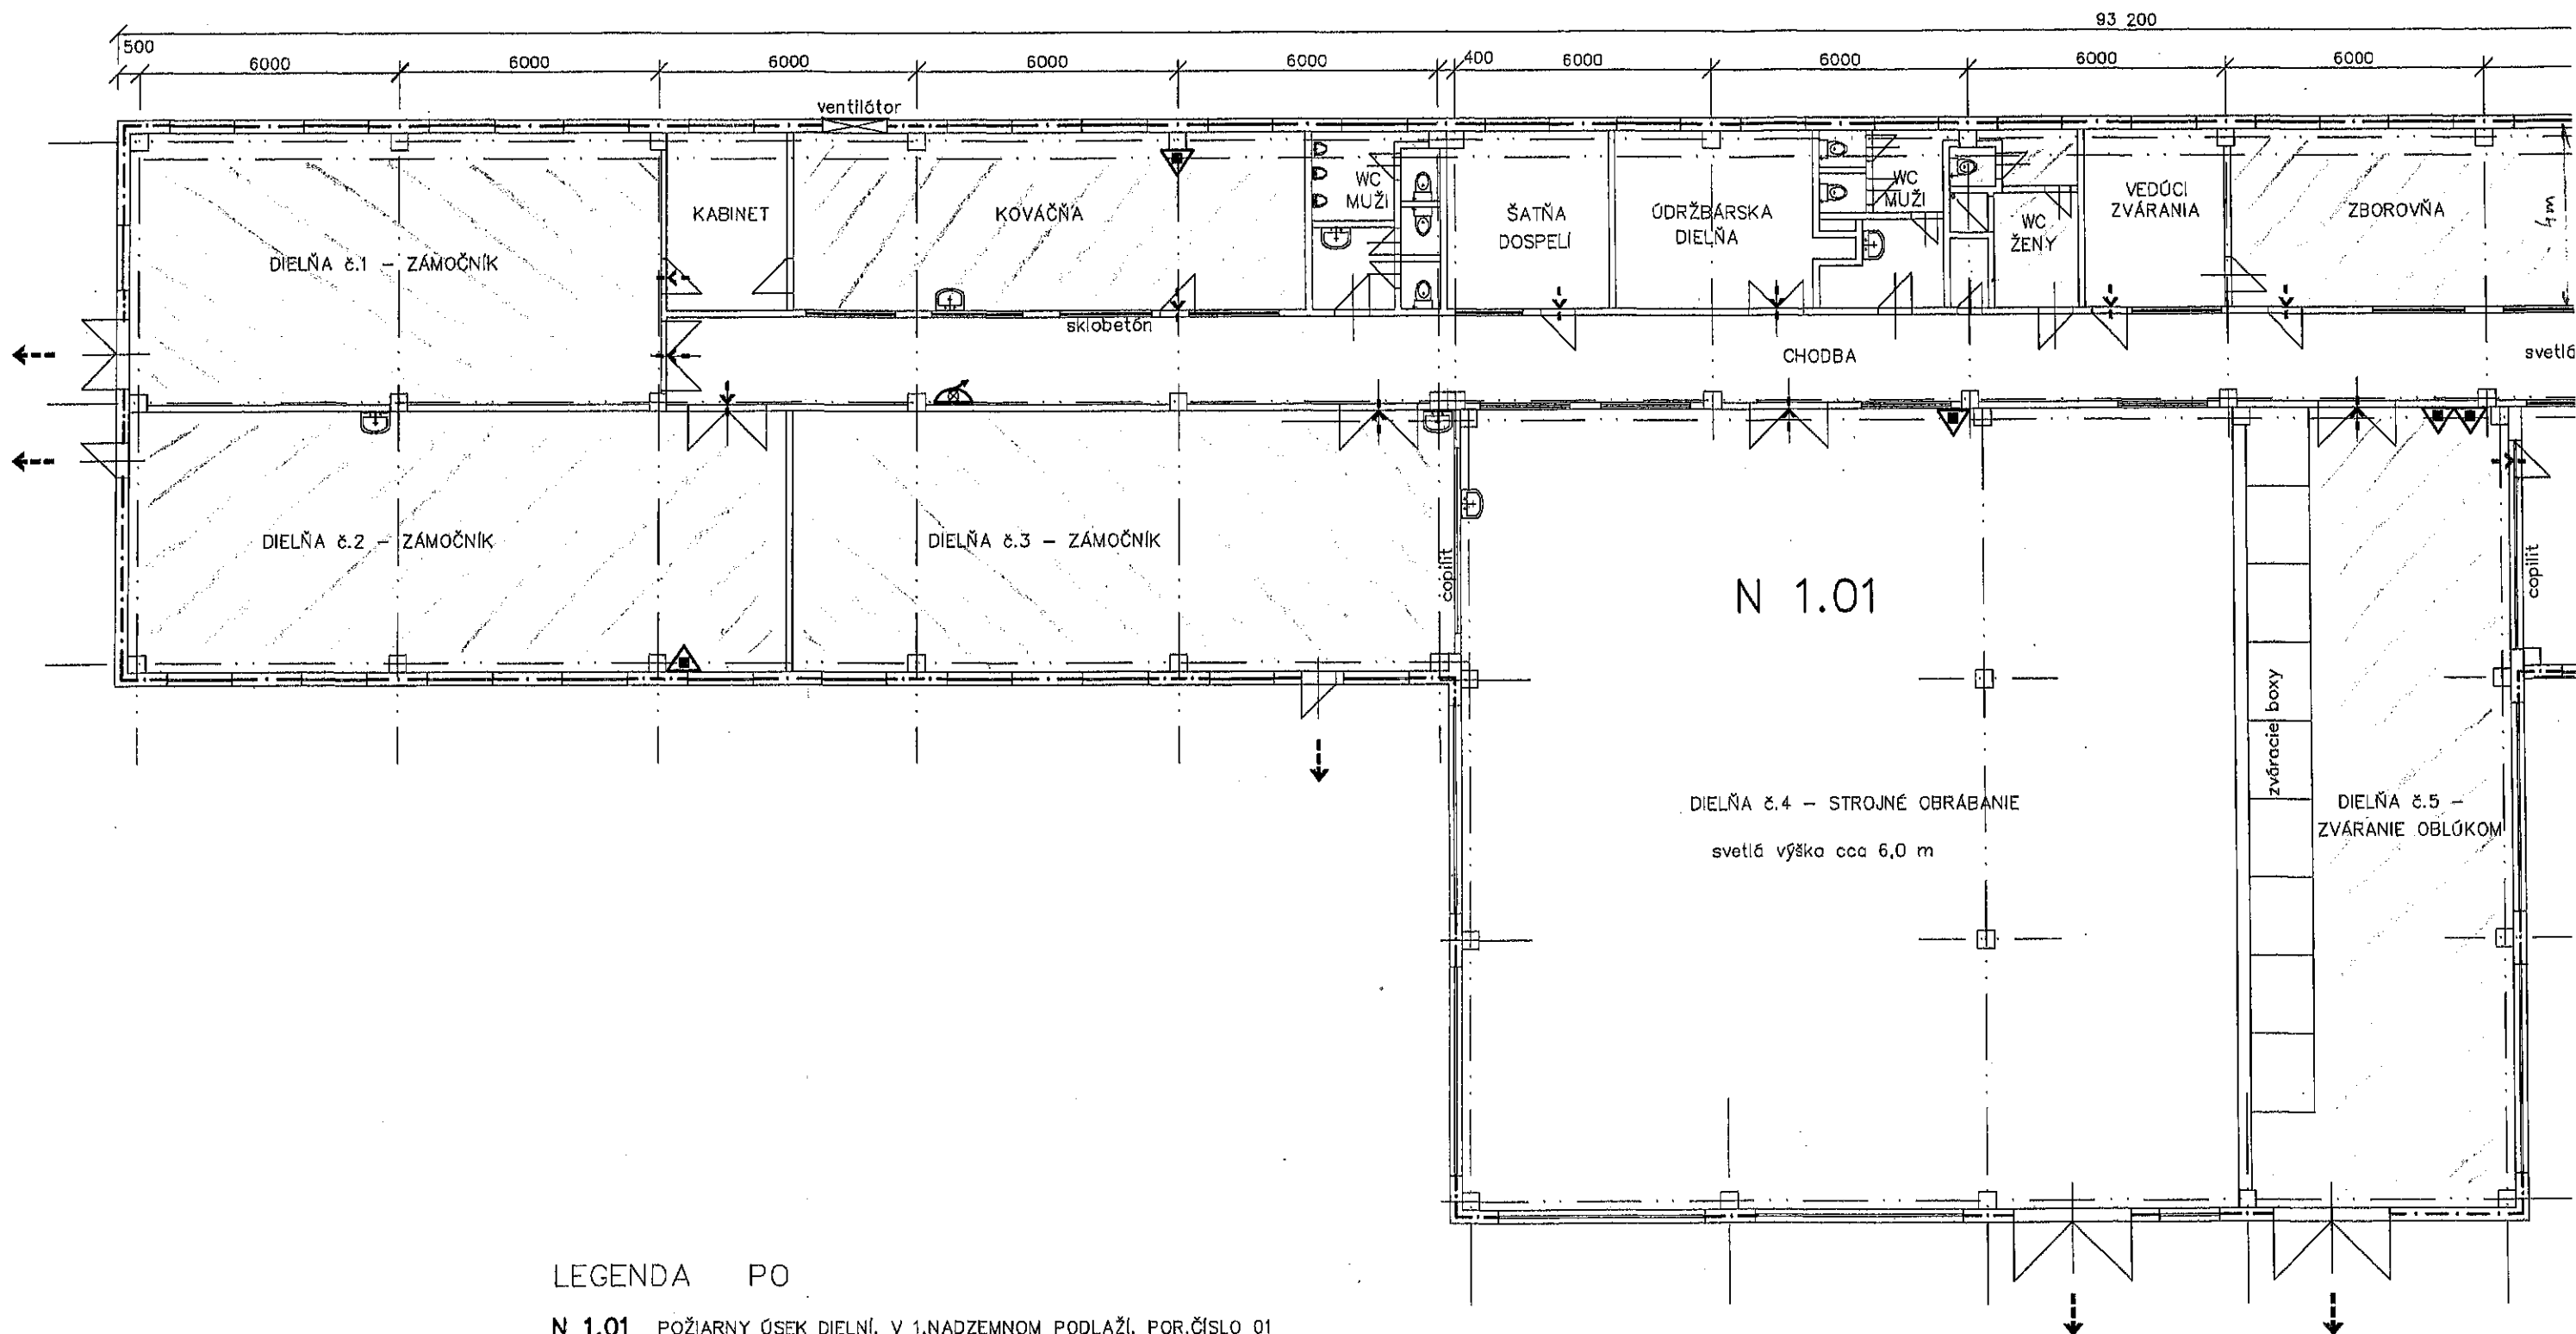 93 200
500
6000
6000
6000
6000
6000
400
6000
6000
6000
6000
ventilátor
KABINET
KOVÁČŇA
WC
MUŽI
ŠATŇA
DOSPELÍ
ÚDRŽBÁRSKA
DIELŇA
WC
MUŽI
WC
ŽENY
VEDÚCI
ZVÁRANIA
ZBOROVŇA
DIELŇA č.1 – ZÁMOČNÍK
sklobetón
CHODBA
svetlá
DIELŇA č.2 – ZÁMOČNÍK
DIELŇA č.3 – ZÁMOČNÍK
copilit
N 1.01
copilit
zváracie boxy
DIELŇA č.4 – STROJNÉ OBRÁBANIE
svetlá výška cca 6,0 m
DIELŇA č.5 –
ZVÁRANIE OBLÚKOM
LEGENDA PO
N 1.01 POŽIARNY ÚSEK DIELNÍ, V 1.NADZEMNOM PODLAŽÍ, POR.ČÍSLO 01